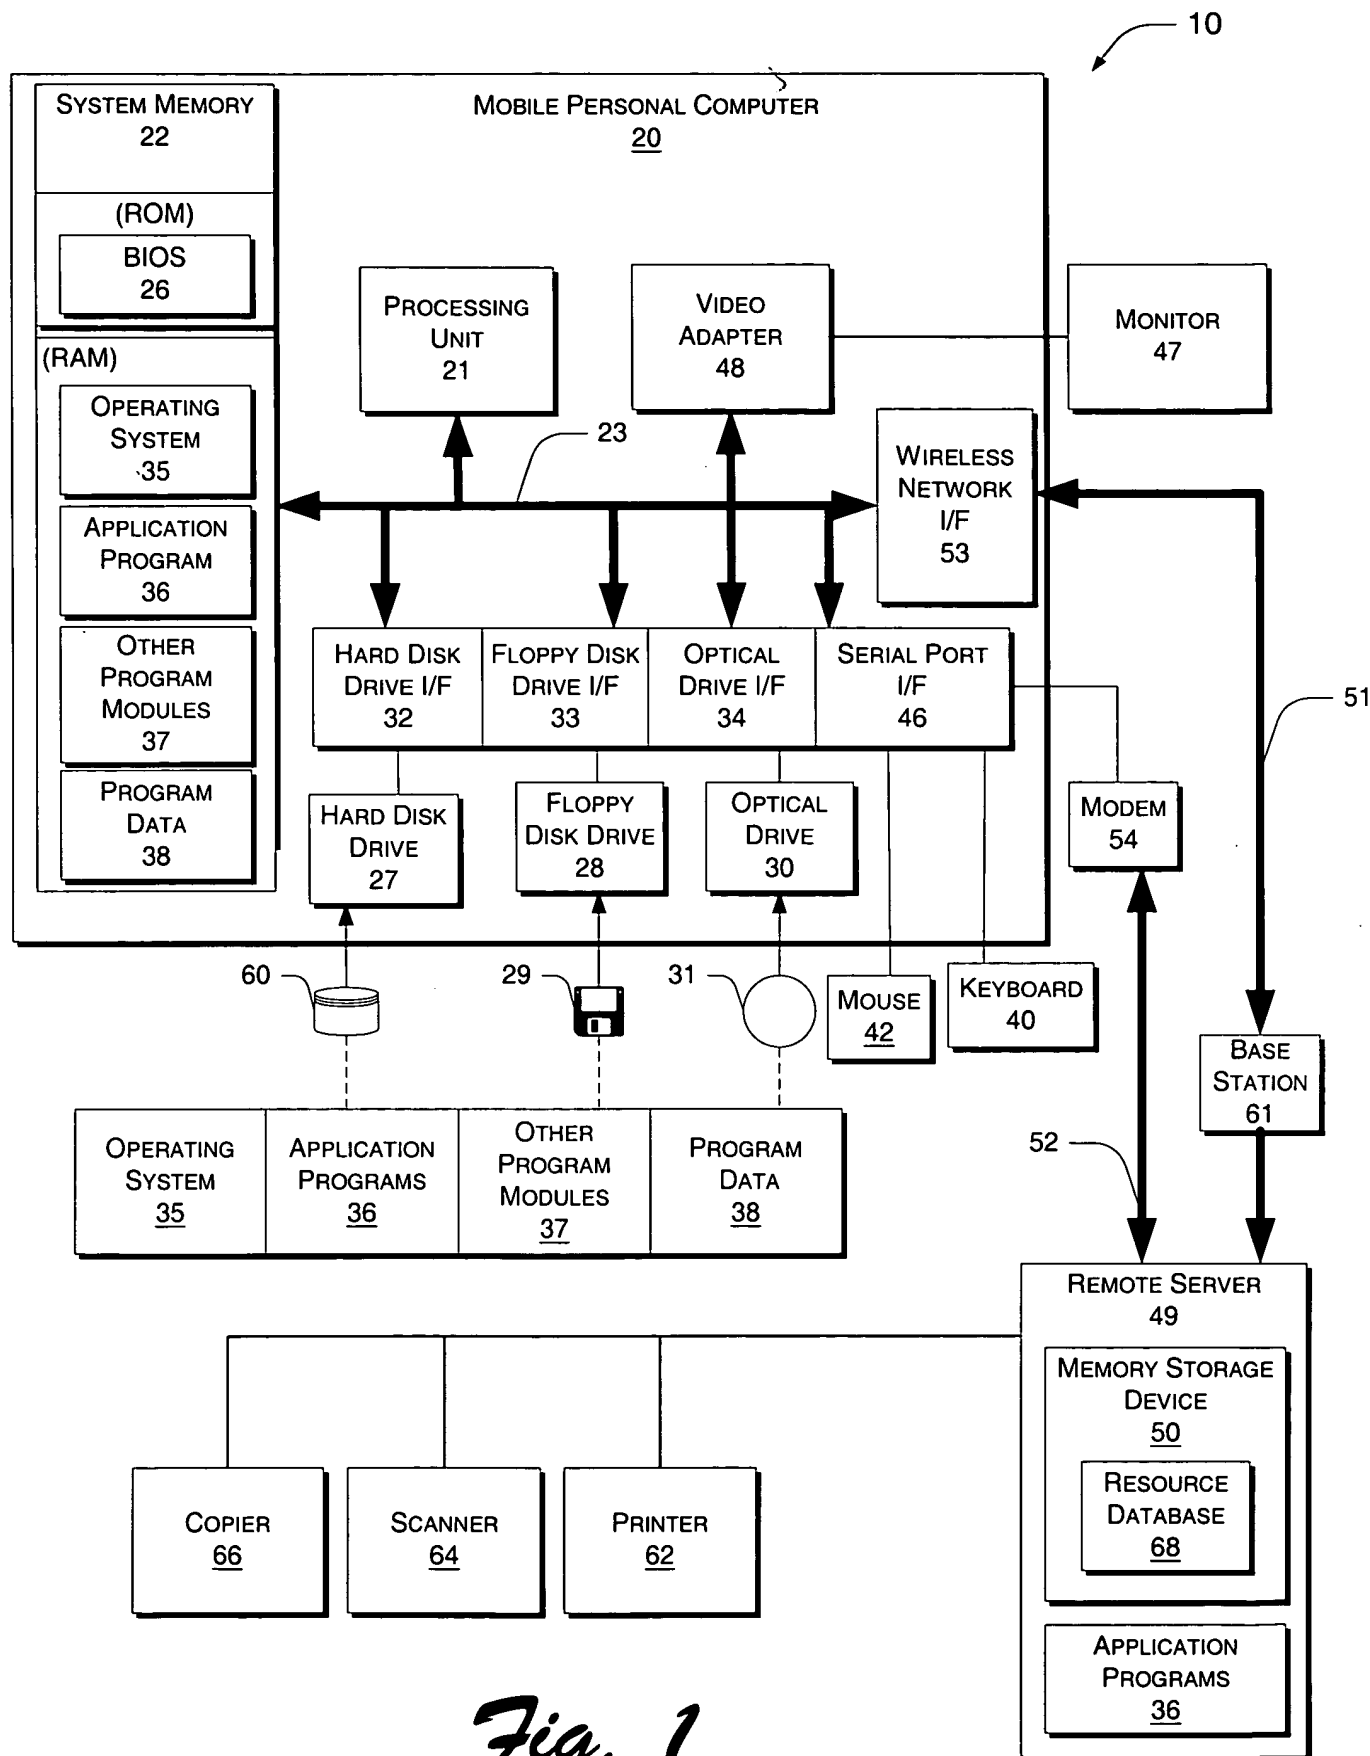 10
SYSTEM MEMORY
22
MOBILE PERSONAL COMPUTER
20
(ROM)
BIOS
26
(RAM)
OPERATING
SYSTEM
35
APPLICATION
PROGRAM
36
OTHER
PROGRAM
MODULES
37
PROGRAM
DATA
38
PROCESSING
UNIT
21
VIDEO
ADAPTER
48
MONITOR
47
23
WIRELESS
NETWORK
I/F
53
HARD DISK
DRIVE I/F
32
FLOPPY DISK
DRIVE I/F
33
OPTICAL
DRIVE I/F
34
SERIAL PORT
I/F
46
51
HARD DISK
DRIVE
27
FLOPPY
DISK DRIVE
28
OPTICAL
DRIVE
30
MODEM
54
60
29
31
MOUSE
42
KEYBOARD
40
BASE
STATION
61
52
OPERATING
SYSTEM
35
APPLICATION
PROGRAMS
36
OTHER
PROGRAM
MODULES
37
PROGRAM
DATA
38
REMOTE SERVER
49
MEMORY STORAGE
DEVICE
50
RESOURCE
DATABASE
68
APPLICATION
PROGRAMS
36
COPIER
66
SCANNER
64
PRINTER
62
Fig. 1